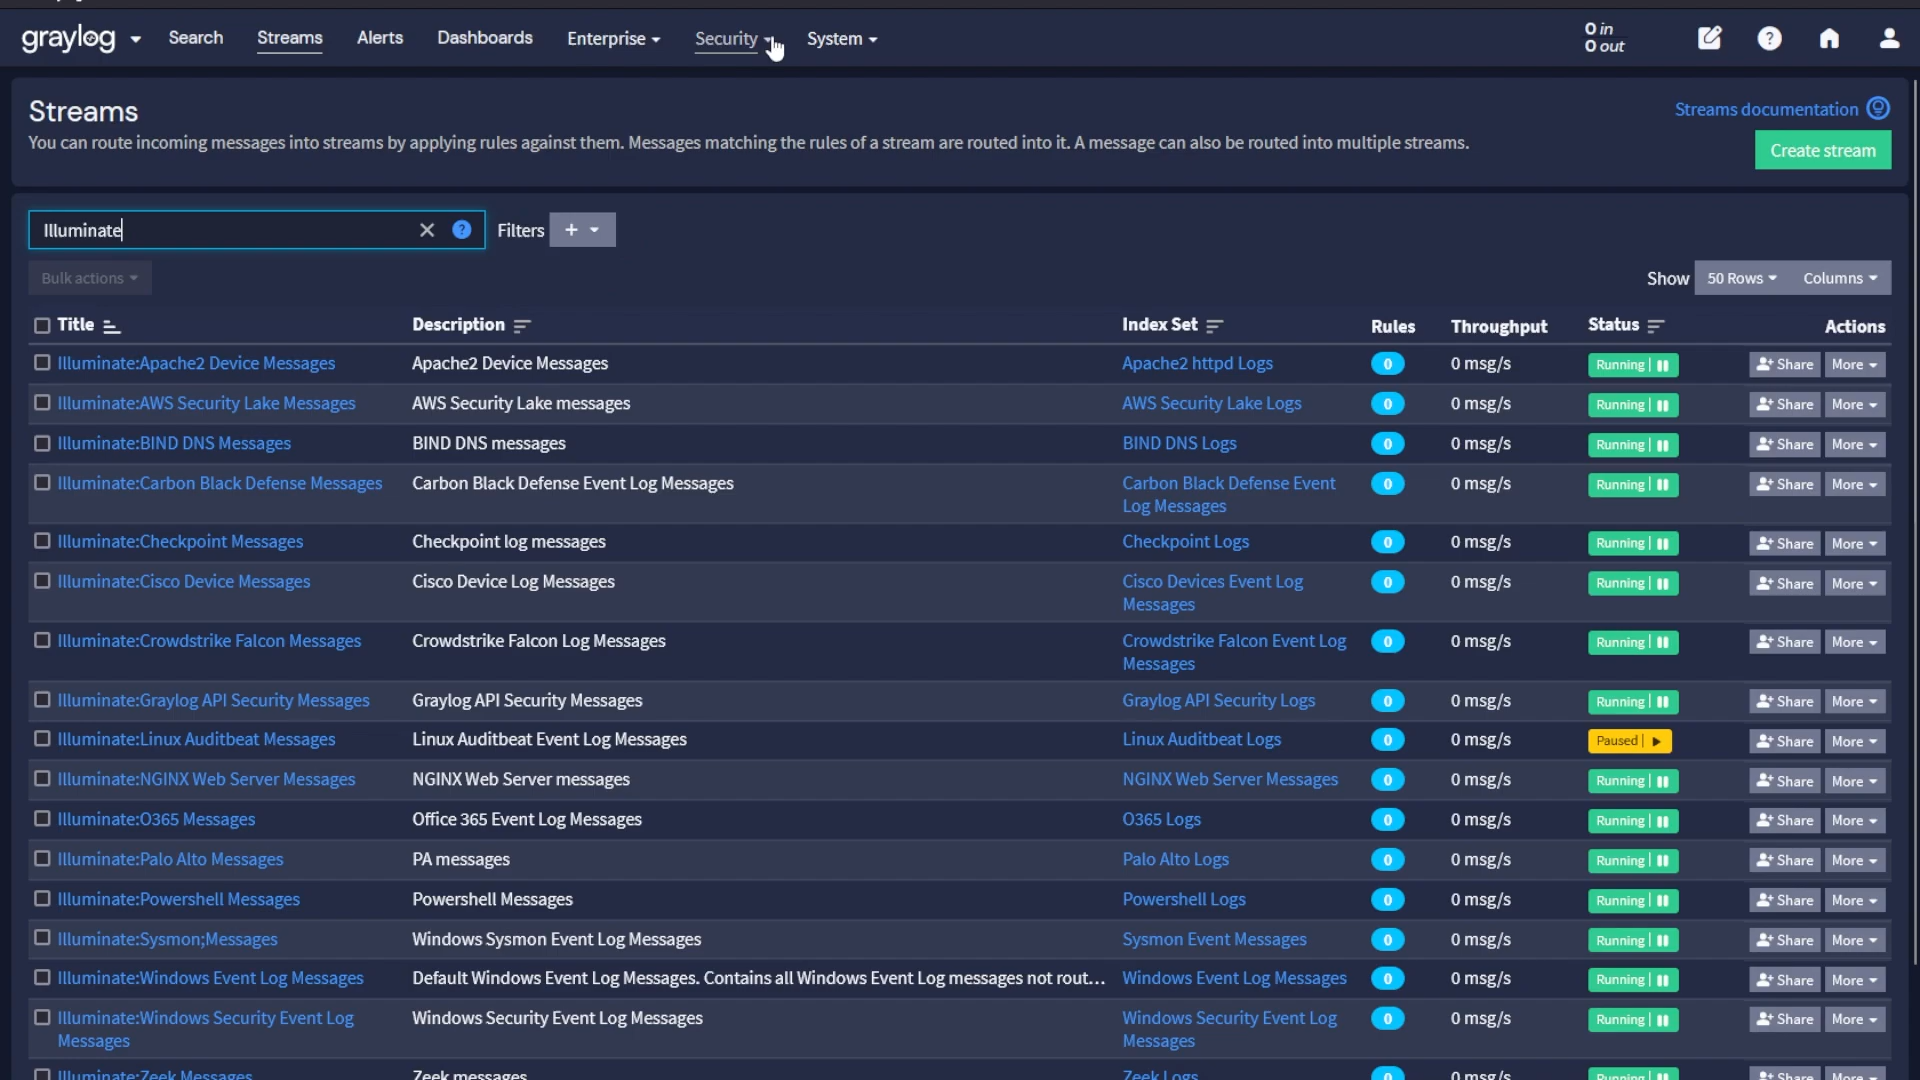 graylog Search Streams Alerts Dashboards Enterprise Security System 0 in
0 out
Streams
Streams documentation
You can route incoming messages into streams by applying rules against them. Messages matching the rules of a stream are routed into it. A message can also be routed into multiple streams.
Create stream
Illuminate Filters +
Bulk actions Show 50 Rows Columns
Title Description Index Set Rules Throughput Status Actions
Illuminate:Apache2 Device Messages Apache2 Device Messages Apache2 httpd Logs 0 0 msg/s Running Share More
Illuminate:AWS Security Lake Messages AWS Security Lake messages AWS Security Lake Logs 0 0 msg/s Running Share More
Illuminate:BIND DNS Messages BIND DNS messages BIND DNS Logs 0 0 msg/s Running Share More
Illuminate:Carbon Black Defense Messages Carbon Black Defense Event Log Messages Carbon Black Defense Event 0 0 msg/s Running Share More
Log Messages
Illuminate:Checkpoint Messages Checkpoint log messages Checkpoint Logs 0 0 msg/s Running Share More
Illuminate:Cisco Device Messages Cisco Device Log Messages Cisco Devices Event Log 0 0 msg/s Running Share More
Messages
Illuminate:Crowdstrike Falcon Messages Crowdstrike Falcon Log Messages Crowdstrike Falcon Event Log 0 0 msg/s Running Share More
Messages
Illuminate:Graylog API Security Messages Graylog API Security Messages Graylog API Security Logs 0 0 msg/s Running Share More
Illuminate:Linux Auditbeat Messages Linux Auditbeat Event Log Messages Linux Auditbeat Logs 0 0 msg/s Paused Share More
Illuminate:NGINX Web Server Messages NGINX Web Server messages NGINX Web Server Messages 0 0 msg/s Running Share More
Illuminate:O365 Messages Office 365 Event Log Messages O365 Logs 0 0 msg/s Running Share More
Illuminate:Palo Alto Messages PA messages Palo Alto Logs 0 0 msg/s Running Share More
Illuminate:Powershell Messages Powershell Messages Powershell Logs 0 0 msg/s Running Share More
Illuminate:Sysmon;Messages Windows Sysmon Event Log Messages Sysmon Event Messages 0 0 msg/s Running Share More
Illuminate:Windows Event Log Messages Default Windows Event Log Messages. Contains all Windows Event Log messages not rout... Windows Event Log Messages 0 0 msg/s Running Share More
Illuminate:Windows Security Event Log Windows Security Event Log Messages Windows Security Event Log 0 0 msg/s Running Share More
Messages Messages
Illuminate:Zeek Messages Zeek messages Zeek Logs 0 0 msg/s Running Share More